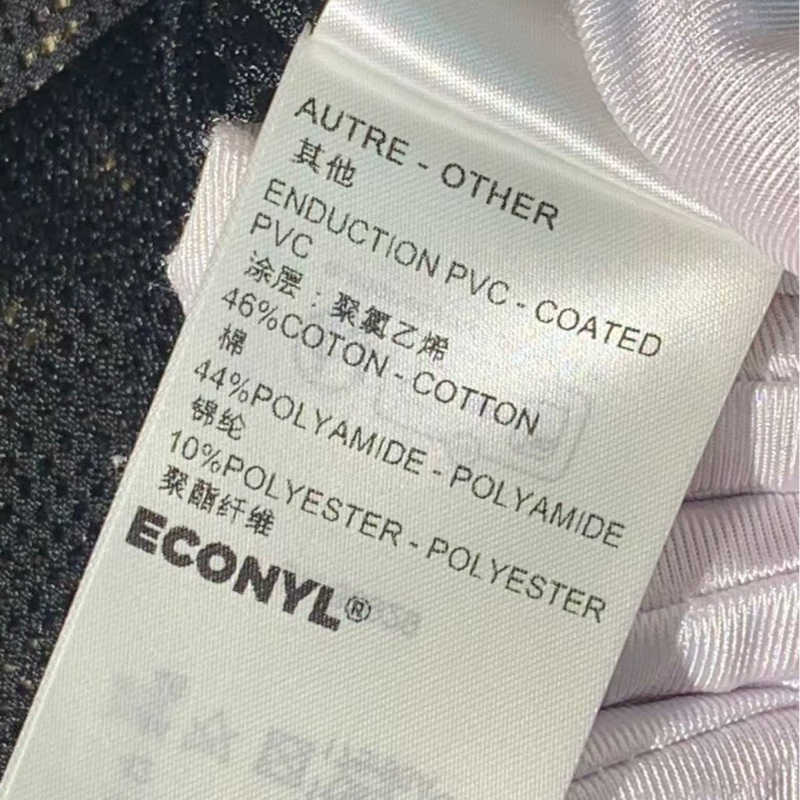 AUTRE - OTHER
其他
ENDUCTION PVC - COATED
PVC
涂层：聚氯乙烯
46%COTON - COTTON
棉
44%POLYAMIDE - POLYAMIDE
锦纶
10%POLYESTER - POLYESTER
聚酯纤维
ECONYL®